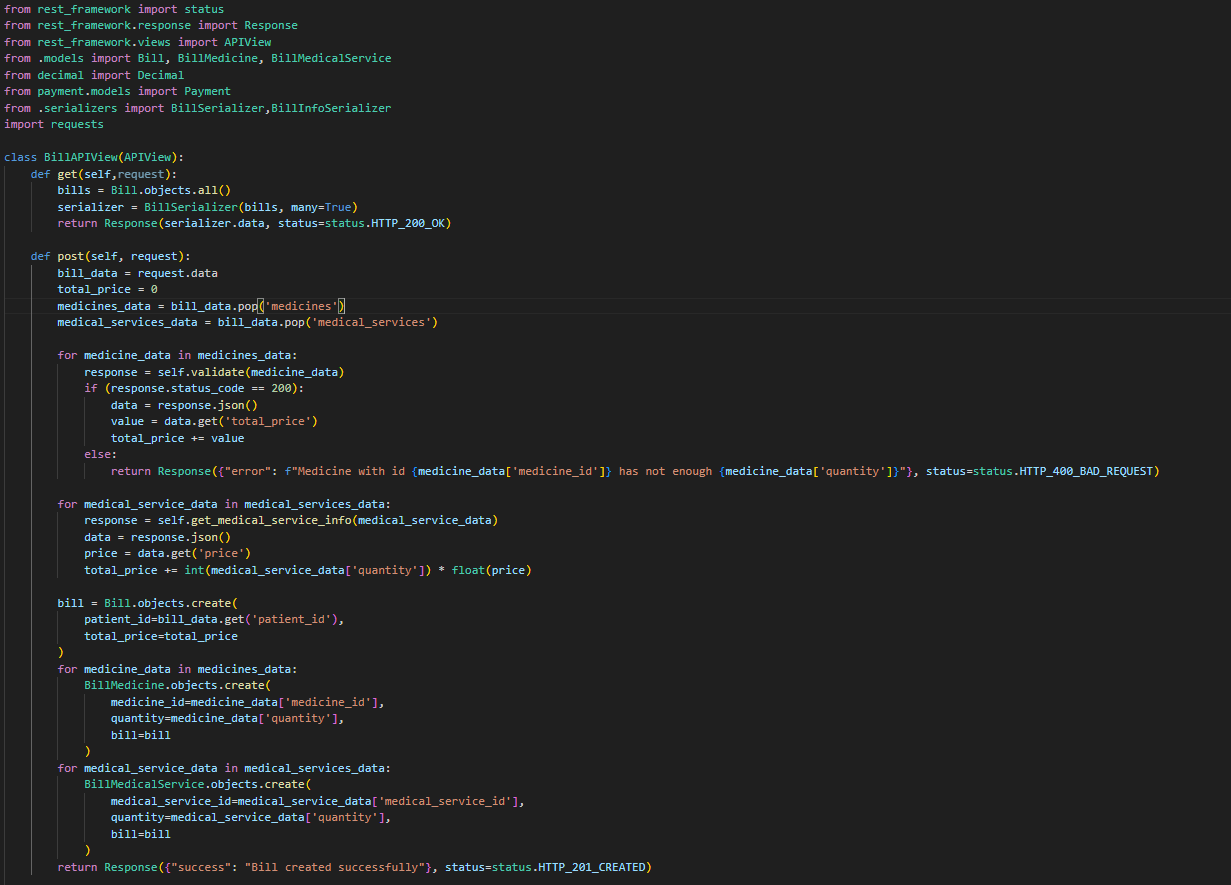 from rest_framework import status
from rest_framework.response import Response
from rest_framework.views import APIView
from .models import Bill, BillMedicine, BillMedicalService
from decimal import Decimal
from payment.models import Payment
from .serializers import BillSerializer,BillInfoSerializer
import requests

class BillAPIView(APIView):
    def get(self,request):
        bills = Bill.objects.all()
        serializer = BillSerializer(bills, many=True)
        return Response(serializer.data, status=status.HTTP_200_OK)

    def post(self, request):
        bill_data = request.data
        total_price = 0
        medicines_data = bill_data.pop('medicines')
        medical_services_data = bill_data.pop('medical_services')

        for medicine_data in medicines_data:
            response = self.validate(medicine_data)
            if (response.status_code == 200):
                data = response.json()
                value = data.get('total_price')
                total_price += value
            else:
                return Response({"error": f"Medicine with id {medicine_data['medicine_id']} has not enough {medicine_data['quantity']}"}, status=status.HTTP_400_BAD_REQUEST)

        for medical_service_data in medical_services_data:
            response = self.get_medical_service_info(medical_service_data)
            data = response.json()
            price = data.get('price')
            total_price += int(medical_service_data['quantity']) * float(price)

        bill = Bill.objects.create(
            patient_id=bill_data.get('patient_id'),
            total_price=total_price
        )
        for medicine_data in medicines_data:
            BillMedicine.objects.create(
                medicine_id=medicine_data['medicine_id'],
                quantity=medicine_data['quantity'],
                bill=bill
            )
        for medical_service_data in medical_services_data:
            BillMedicalService.objects.create(
                medical_service_id=medical_service_data['medical_service_id'],
                quantity=medical_service_data['quantity'],
                bill=bill
            )
        return Response({"success": "Bill created successfully"}, status=status.HTTP_201_CREATED)